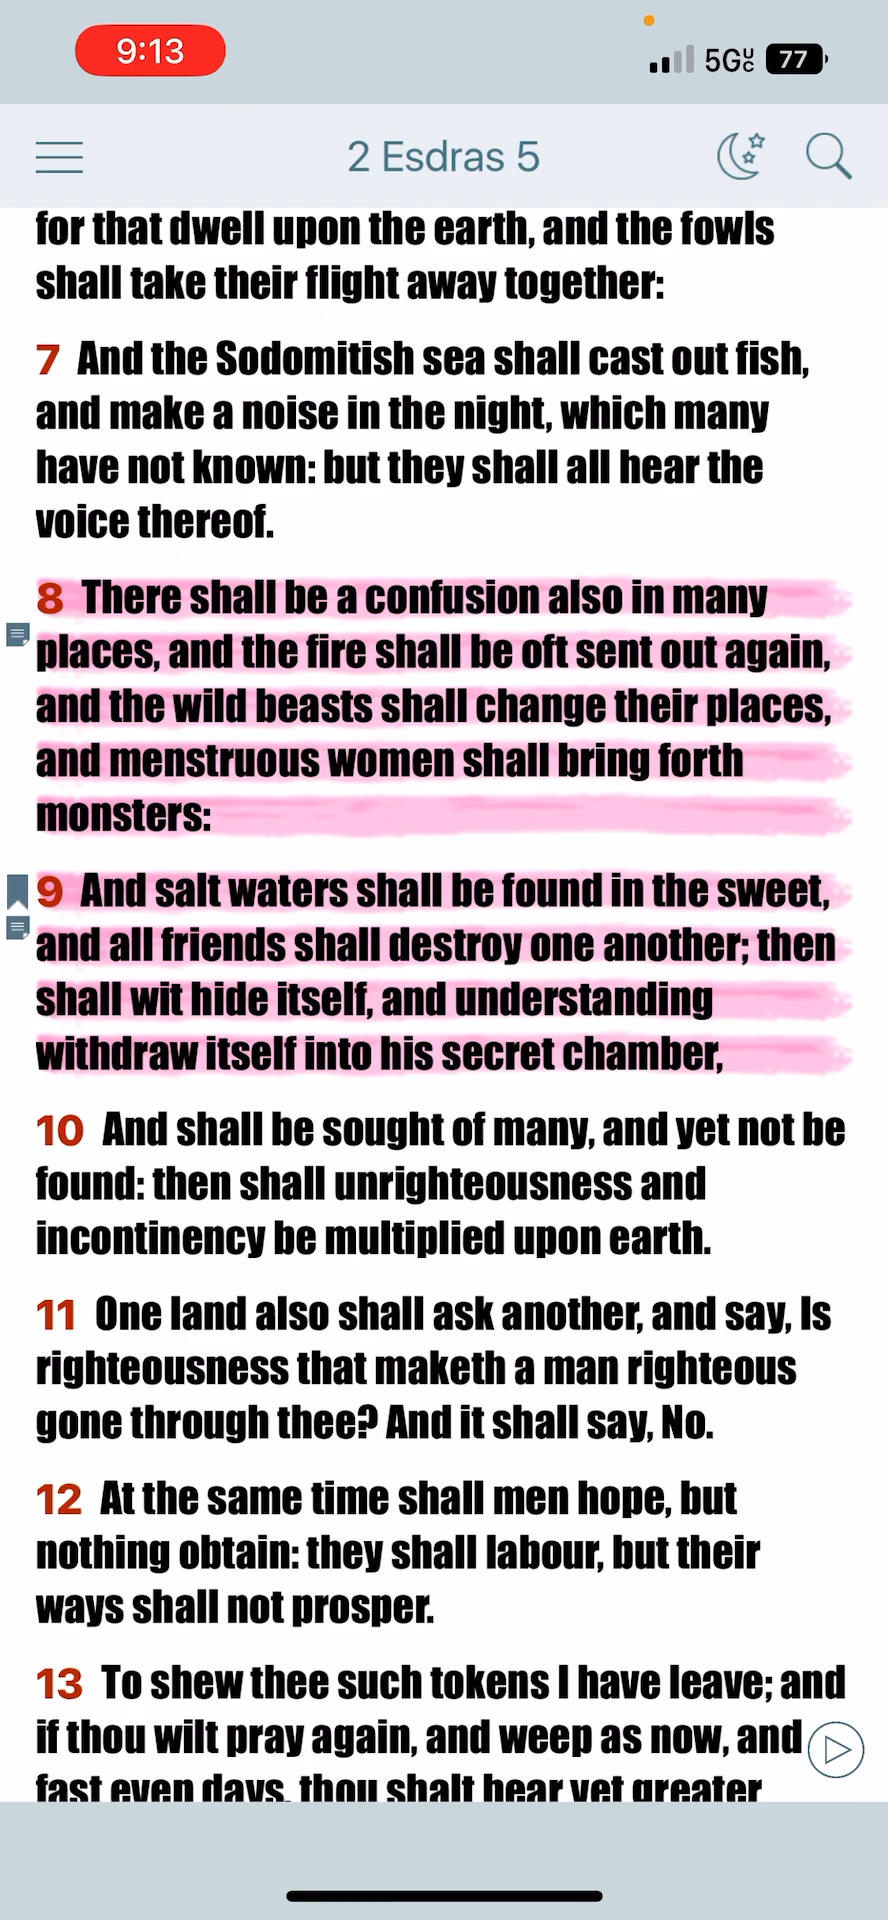 9:13
5G UC 77
2 Esdras 5
for that dwell upon the earth, and the fowls
shall take their flight away together:
7 And the Sodomitish sea shall cast out fish,
and make a noise in the night, which many
have not known: but they shall all hear the
voice thereof.
8 There shall be a confusion also in many
places, and the fire shall be oft sent out again,
and the wild beasts shall change their places,
and menstruous women shall bring forth
monsters:
9 And salt waters shall be found in the sweet,
and all friends shall destroy one another; then
shall wit hide itself, and understanding
withdraw itself into his secret chamber,
10 And shall be sought of many, and yet not be
found: then shall unrighteousness and
incontinency be multiplied upon earth.
11 One land also shall ask another, and say, Is
righteousness that maketh a man righteous
gone through thee? And it shall say, No.
12 At the same time shall men hope, but
nothing obtain: they shall labour, but their
ways shall not prosper.
13 To shew thee such tokens I have leave; and
if thou wilt pray again, and weep as now, and
fast even days, thou shalt hear yet greater